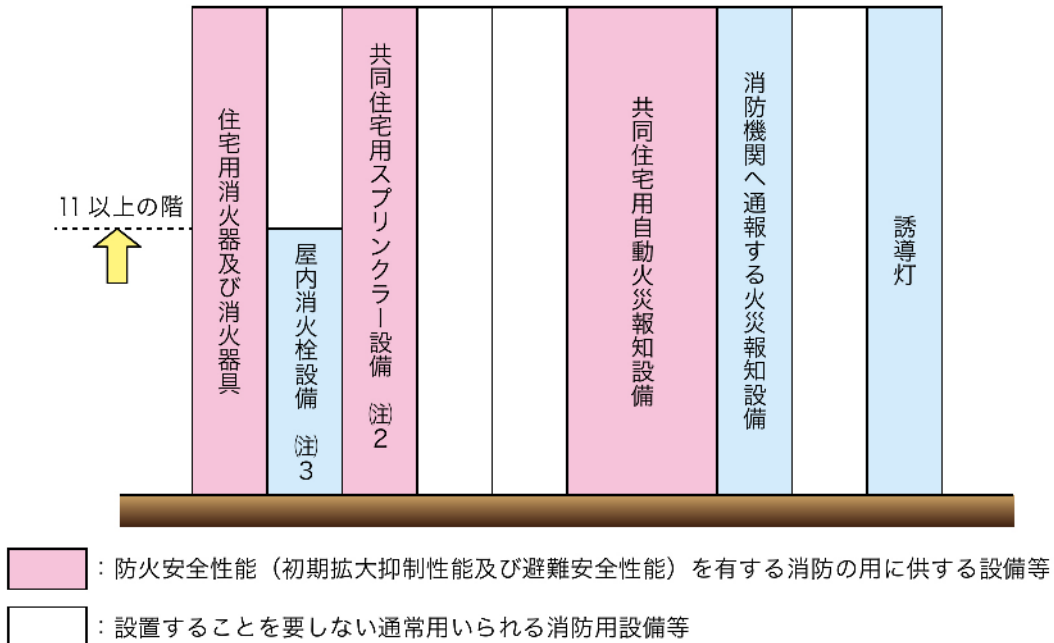 11 以上の階
住宅用消火器及び消火器具
屋内消火栓設備 (注)3
共同住宅用スプリンクラー設備 (注)2
共同住宅用自動火災報知設備
消防機関へ通報する火災報知設備
誘導灯
：防火安全性能（初期拡大抑制性能及び避難安全性能）を有する消防の用に供する設備等
：設置することを要しない通常用いられる消防用設備等